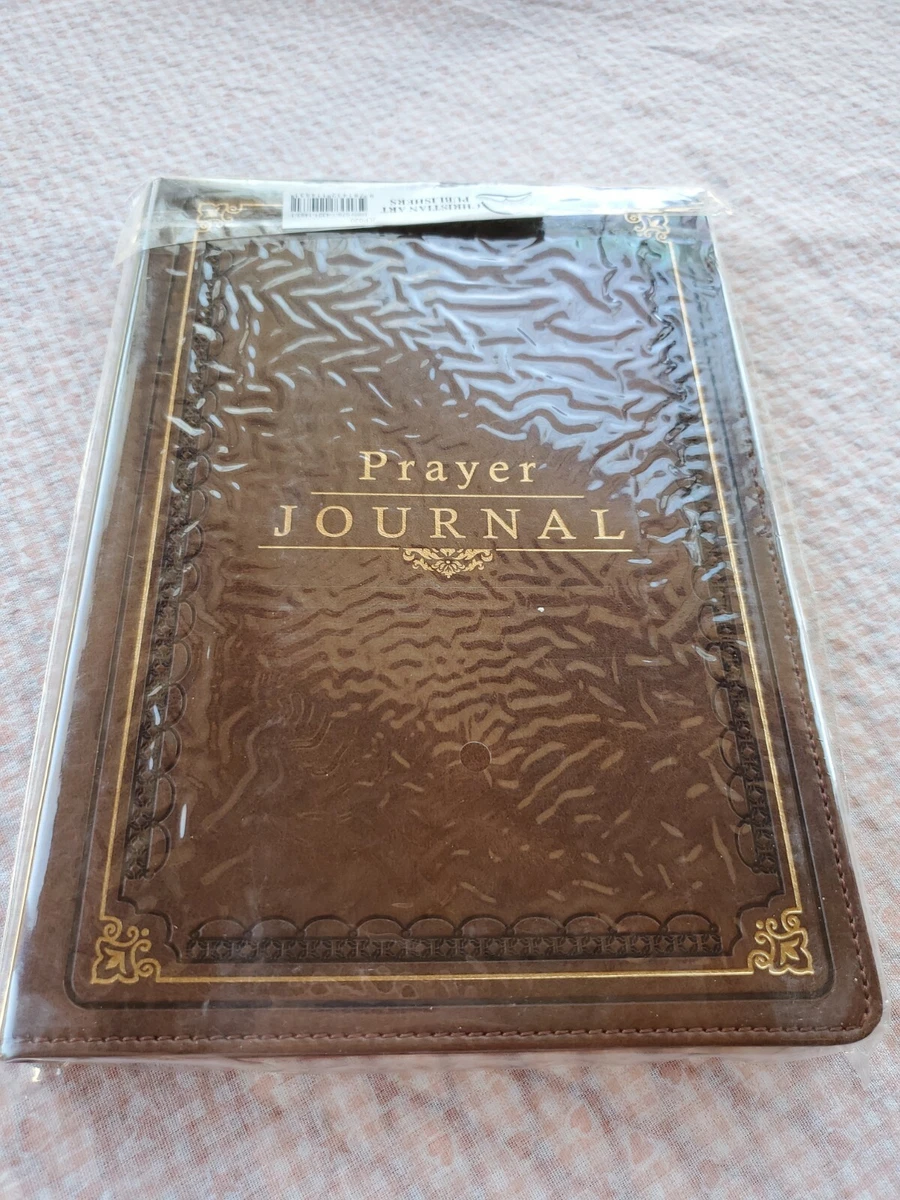 CHRISTIAN ART
PUBLISHERS
Prayer
JOURNAL